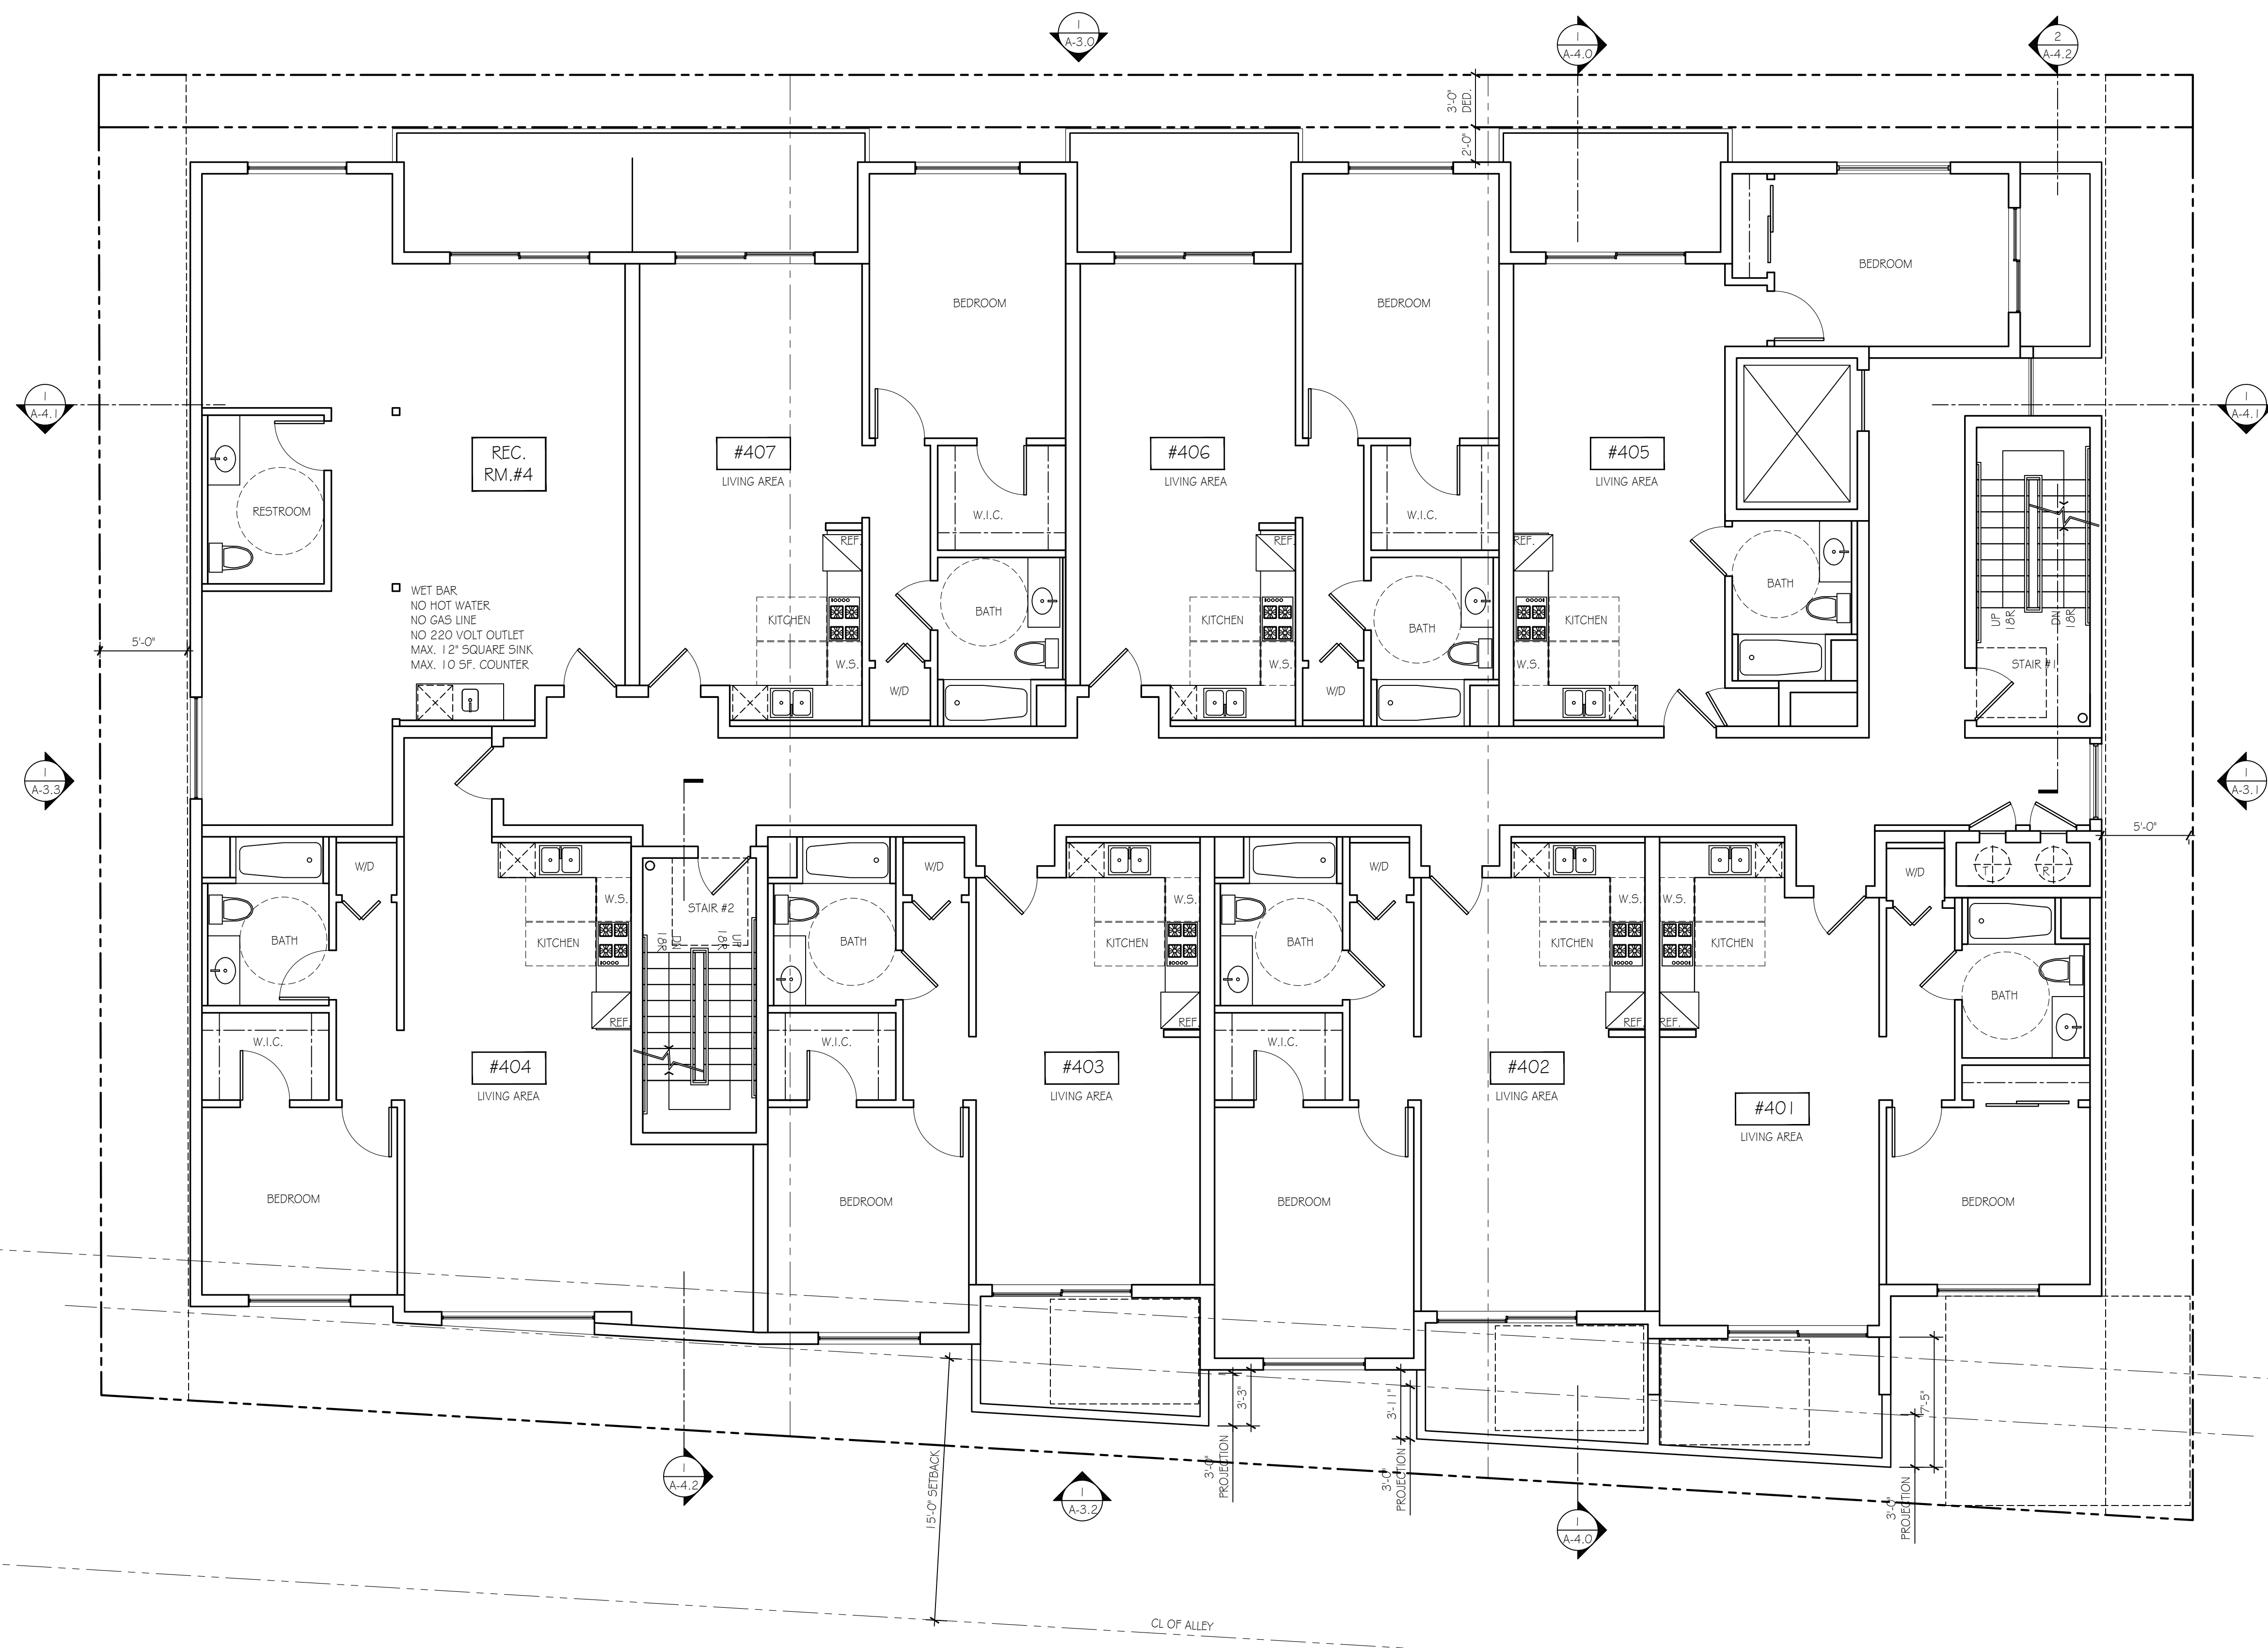 1
A-3.0
1
A-4.0
2
A-4.2
3'-0"
DED.
2'-0"
BEDROOM
BEDROOM
BEDROOM
1
A-4.1
1
A-4.1
REC.
RM.#4
#407
LIVING AREA
#406
LIVING AREA
#405
LIVING AREA
RESTROOM
W.I.C.
W.I.C.
REF.
REF.
REF.
WET BAR
NO HOT WATER
NO GAS LINE
NO 220 VOLT OUTLET
MAX. 12" SQUARE SINK
MAX. 10 SF. COUNTER
KITCHEN
BATH
KITCHEN
BATH
KITCHEN
BATH
UP
18R
DN
18R
5'-0"
W.S.
W/D
W.S.
W/D
W.S.
STAIR #1
1
A-3.3
1
A-3.1
5'-0"
W/D
W/D
W/D
W/D
T
R
W.S.
STAIR #2
W.S.
W.S.
W.S.
BATH
KITCHEN
18R
DN
18R
UP
BATH
KITCHEN
BATH
KITCHEN
KITCHEN
BATH
REF.
REF.
REF.
REF.
W.I.C.
W.I.C.
W.I.C.
#404
LIVING AREA
#403
LIVING AREA
#402
LIVING AREA
#401
LIVING AREA
BEDROOM
BEDROOM
BEDROOM
BEDROOM
3'-3"
3'-11"
7'-5"
3'-0"
PROJECTION
3'-0"
PROJECTION
3'-0"
PROJECTION
15'-0" SETBACK
1
A-4.2
1
A-3.2
1
A-4.0
CL OF ALLEY